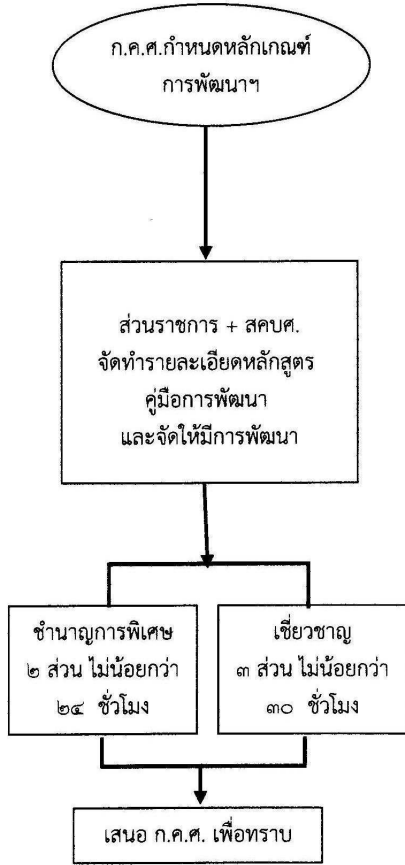 ก.ค.ศ.กำหนดหลักเกณฑ์
การพัฒนาฯ
ส่วนราชการ + สคบศ.
จัดทำรายละเอียดหลักสูตร
คู่มือการพัฒนา
และจัดให้มีการพัฒนา
ชำนาญการพิเศษ
๒ ส่วน ไม่น้อยกว่า
๒๔ ชั่วโมง
เชี่ยวชาญ
๓ ส่วน ไม่น้อยกว่า
๓๐ ชั่วโมง
เสนอ ก.ค.ศ. เพื่อทราบ